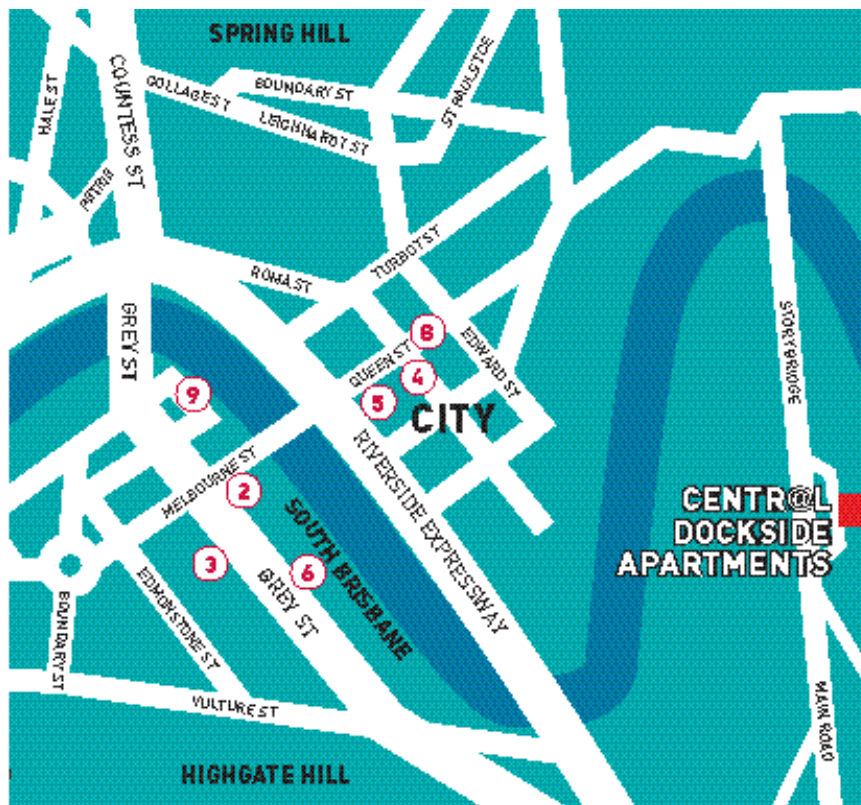 SPRING HILL
HALE ST
COUNTESS ST
COLLAGE ST
BOUNDARY ST
LEIGHHARDT ST
ST PAULS TCE
PETRIE
ROMA ST
TURBOT ST
GREY ST
QUEEN ST
8
EDWARD ST
STORY BRIDGE
9
4
5
CITY
MELBOURNE ST
2
RIVERSIDE EXPRESSWAY
SOUTH BRISBANE
CENTR@L
DOCKSIDE
APARTMENTS
3
6
GREY ST
EDMONSTONE ST
BOUNDARY ST
VULTURE ST
MAIN ROAD
HIGHGATE HILL